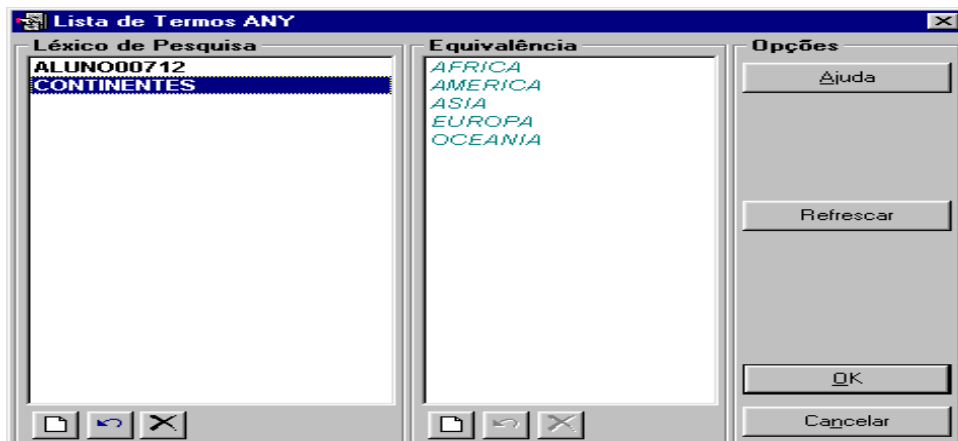 Lista de Termos ANY
Léxico de Pesquisa
ALUNO00712
CONTINENTES
Equivalência
AFRICA
AMERICA
ASIA
EUROPA
OCEANIA
Opções
Ajuda
Refrescar
OK
Cancelar